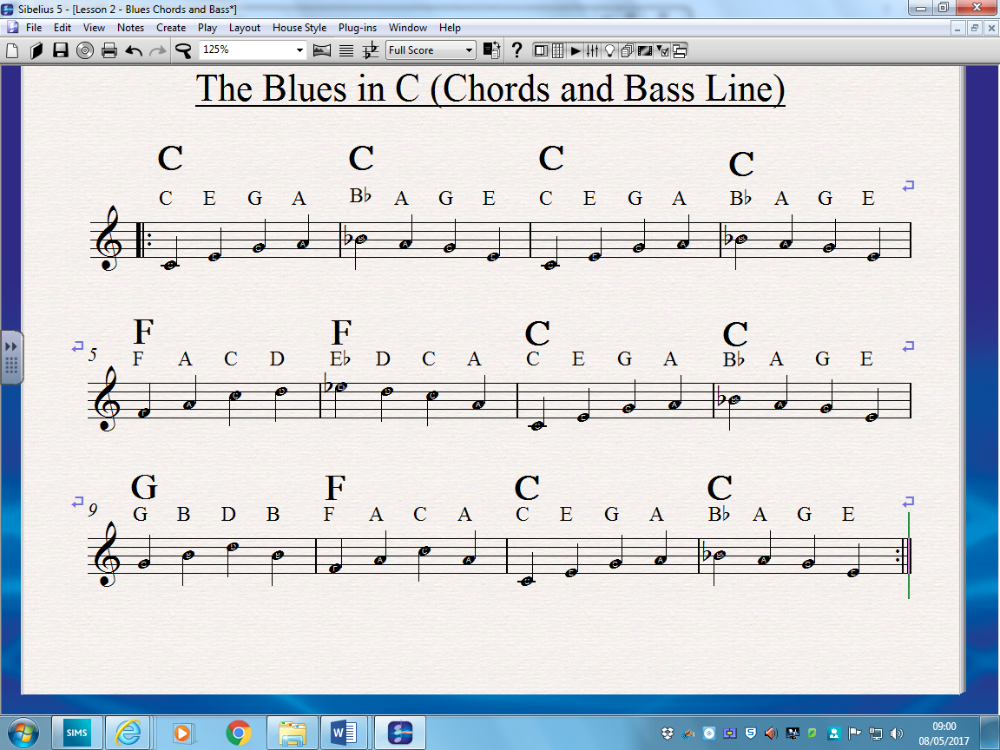 Sibelius 5 - [Lesson 2 - Blues Chords and Bass*]
File Edit View Notes Create Play Layout House Style Plug-ins Window Help
125% Full Score
The Blues in C (Chords and Bass Line)
C C C C
C E G A B♭ A G E C E G A B♭ A G E
F F C C
5
F A C D E♭ D C A C E G A B♭ A G E
G F C C
9
G B D B F A C A C E G A B♭ A G E
SIMS
09:00
08/05/2017